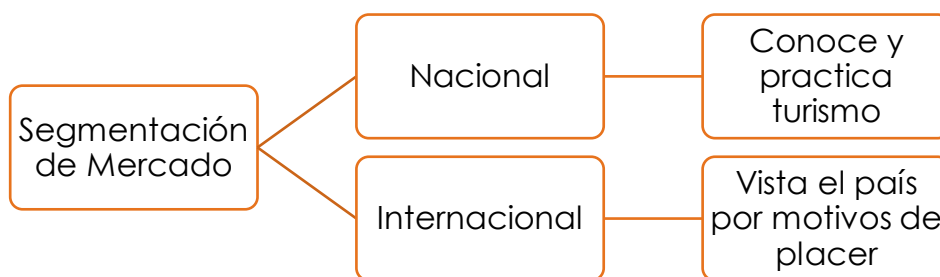 Segmentación
de Mercado
Nacional
Conoce y
practica
turismo
Internacional
Vista el país
por motivos de
placer